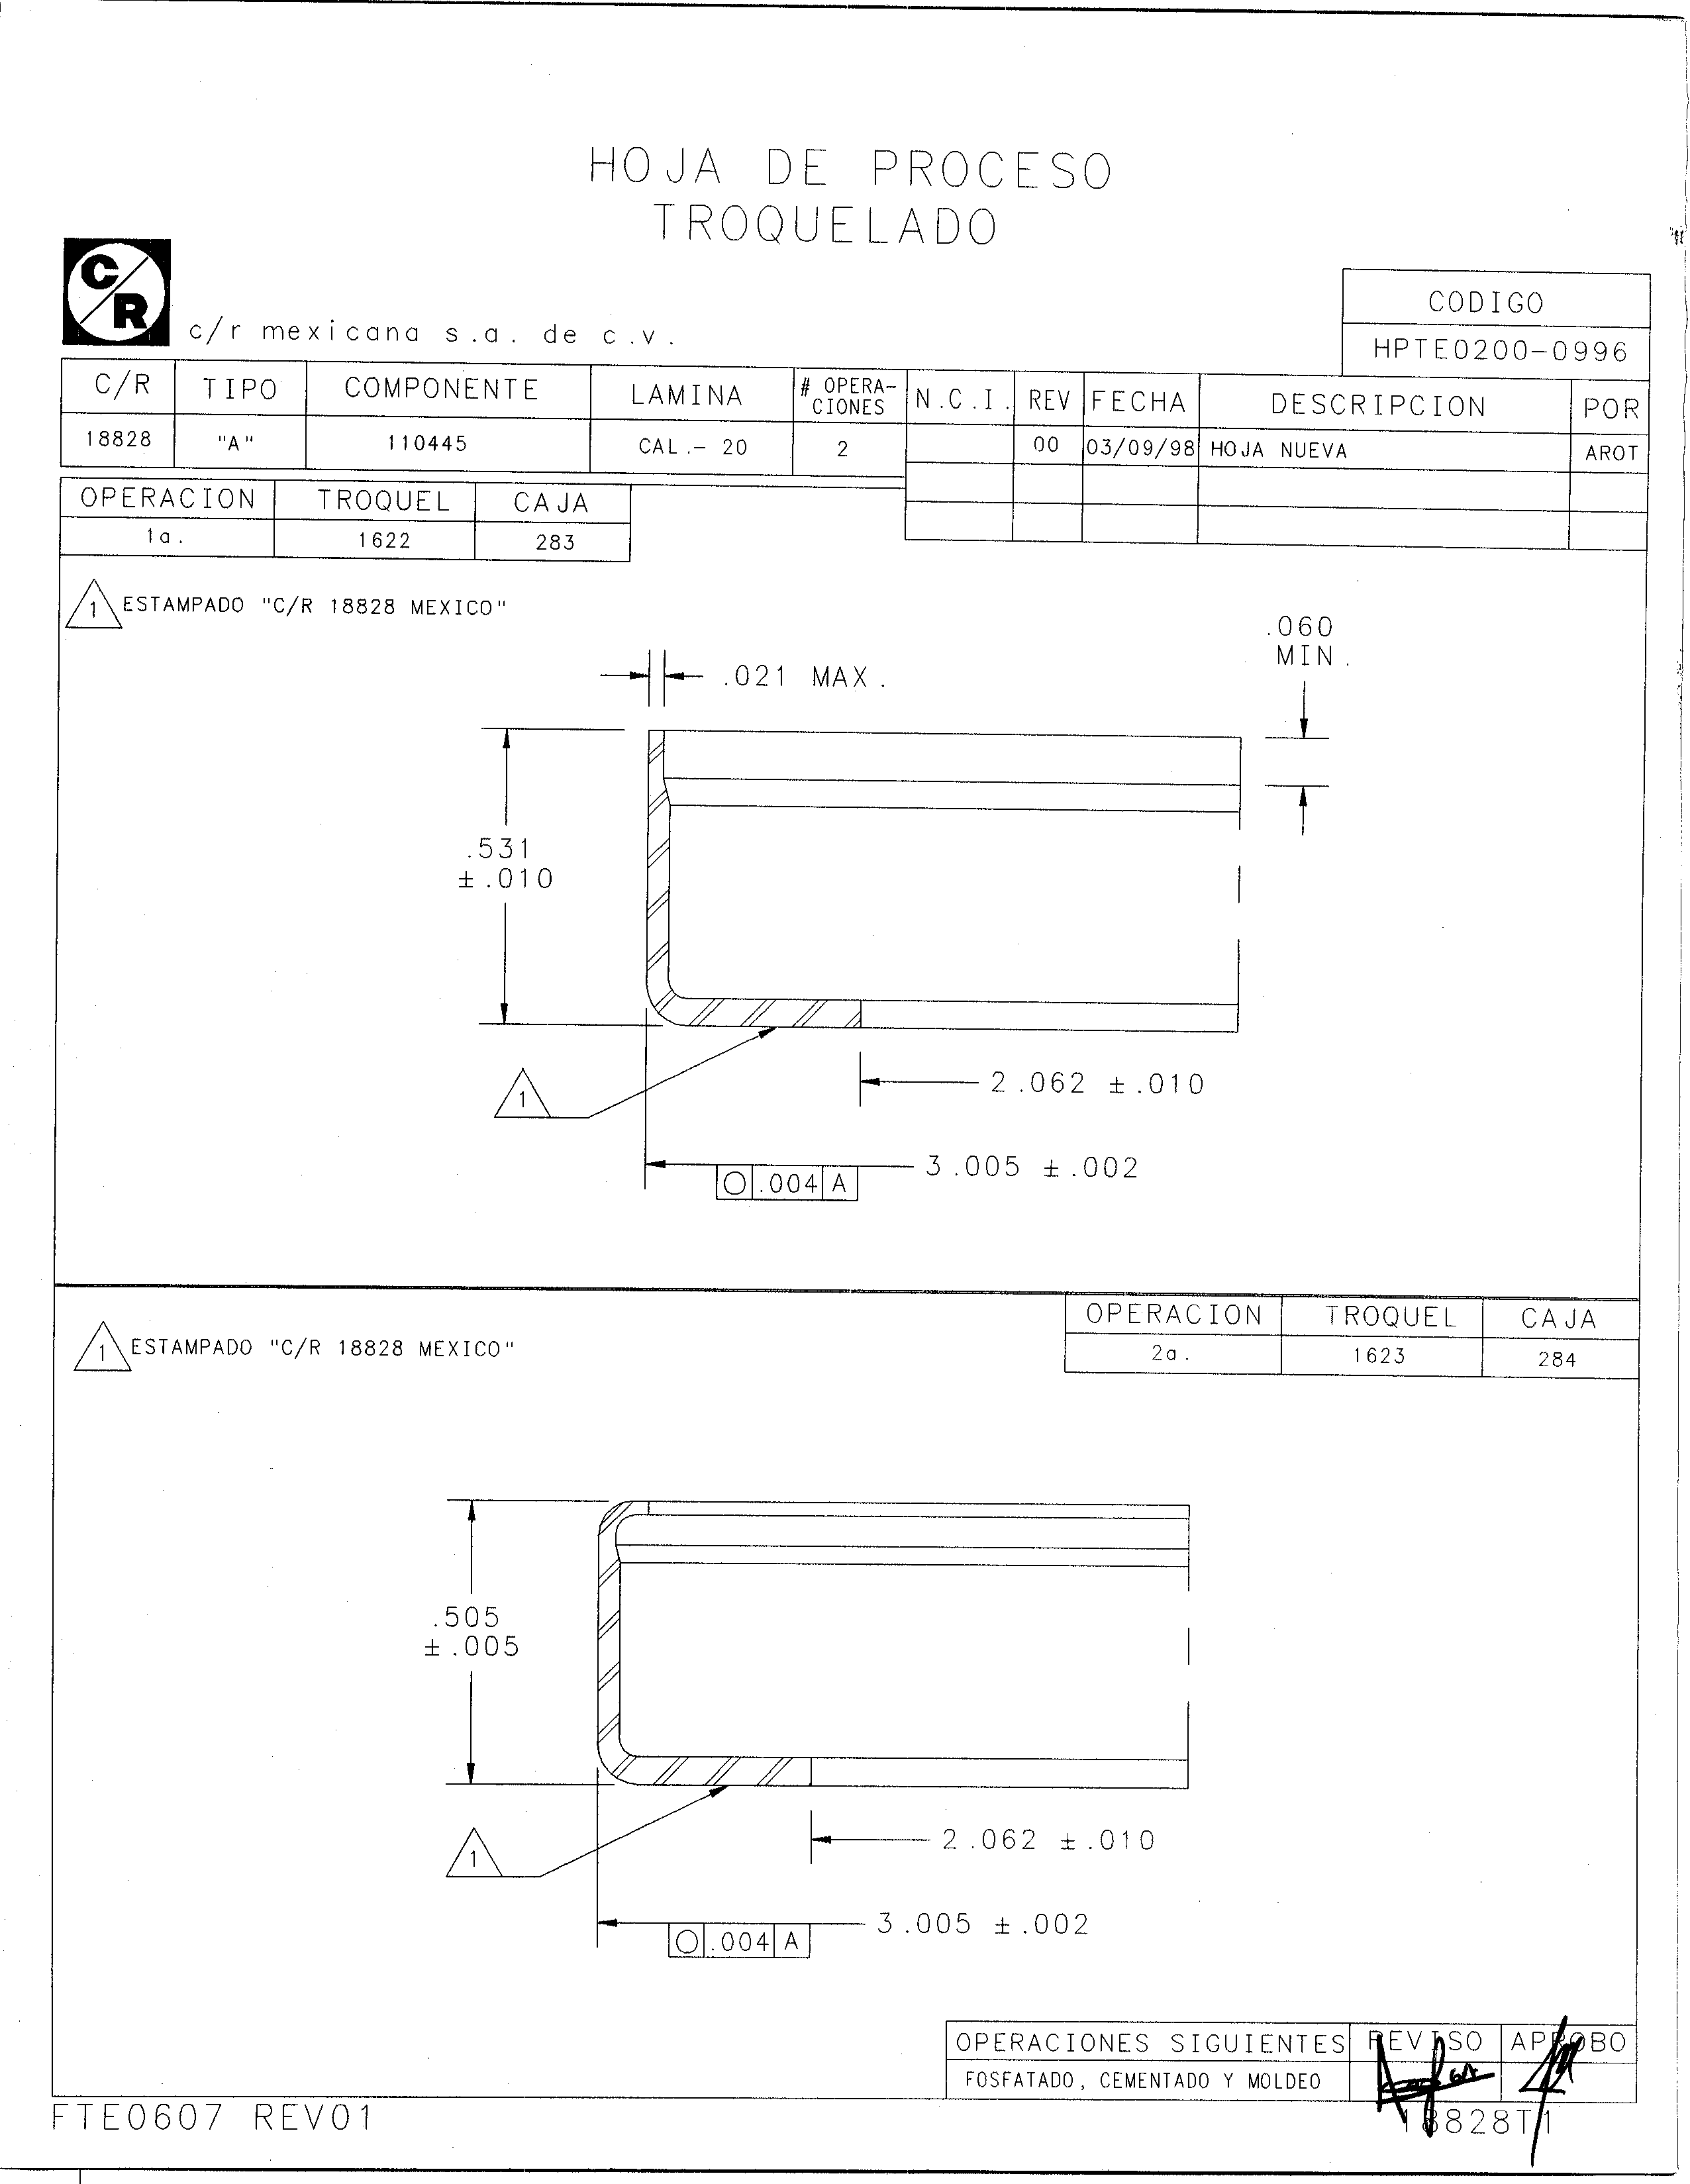 HOJA DE PROCESO
TROQUELADO
C/R
c/r mexicana s.a. de c.v.
CODIGO
HPTE0200-0996
C/R TIPO COMPONENTE LAMINA # OPERA-CIONES N.C.I. REV FECHA DESCRIPCION POR
18828 "A" 110445 CAL.- 20 2 00 03/09/98 HOJA NUEVA AROT
OPERACION TROQUEL CAJA
1a. 1622 283
1 ESTAMPADO "C/R 18828 MEXICO"
.060
MIN.
.021 MAX.
.531
±.010
1
2.062 ±.010
3.005 ±.002
.004 A
OPERACION TROQUEL CAJA
2a. 1623 284
1 ESTAMPADO "C/R 18828 MEXICO"
.505
±.005
1
2.062 ±.010
3.005 ±.002
.004 A
OPERACIONES SIGUIENTES REVISO APROBO
FOSFATADO, CEMENTADO Y MOLDEO
FTE0607 REV01
18828T1